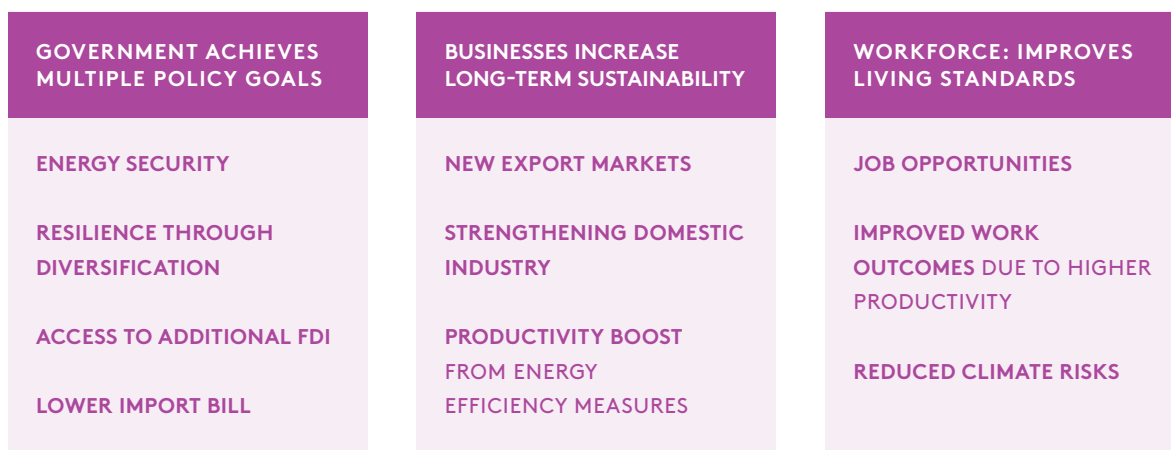 GOVERNMENT ACHIEVES
MULTIPLE POLICY GOALS
ENERGY SECURITY
RESILIENCE THROUGH
DIVERSIFICATION
ACCESS TO ADDITIONAL FDI
LOWER IMPORT BILL
BUSINESSES INCREASE
LONG-TERM SUSTAINABILITY
NEW EXPORT MARKETS
STRENGTHENING DOMESTIC
INDUSTRY
PRODUCTIVITY BOOST
FROM ENERGY
EFFICIENCY MEASURES
WORKFORCE: IMPROVES
LIVING STANDARDS
JOB OPPORTUNITIES
IMPROVED WORK
OUTCOMES DUE TO HIGHER
PRODUCTIVITY
REDUCED CLIMATE RISKS